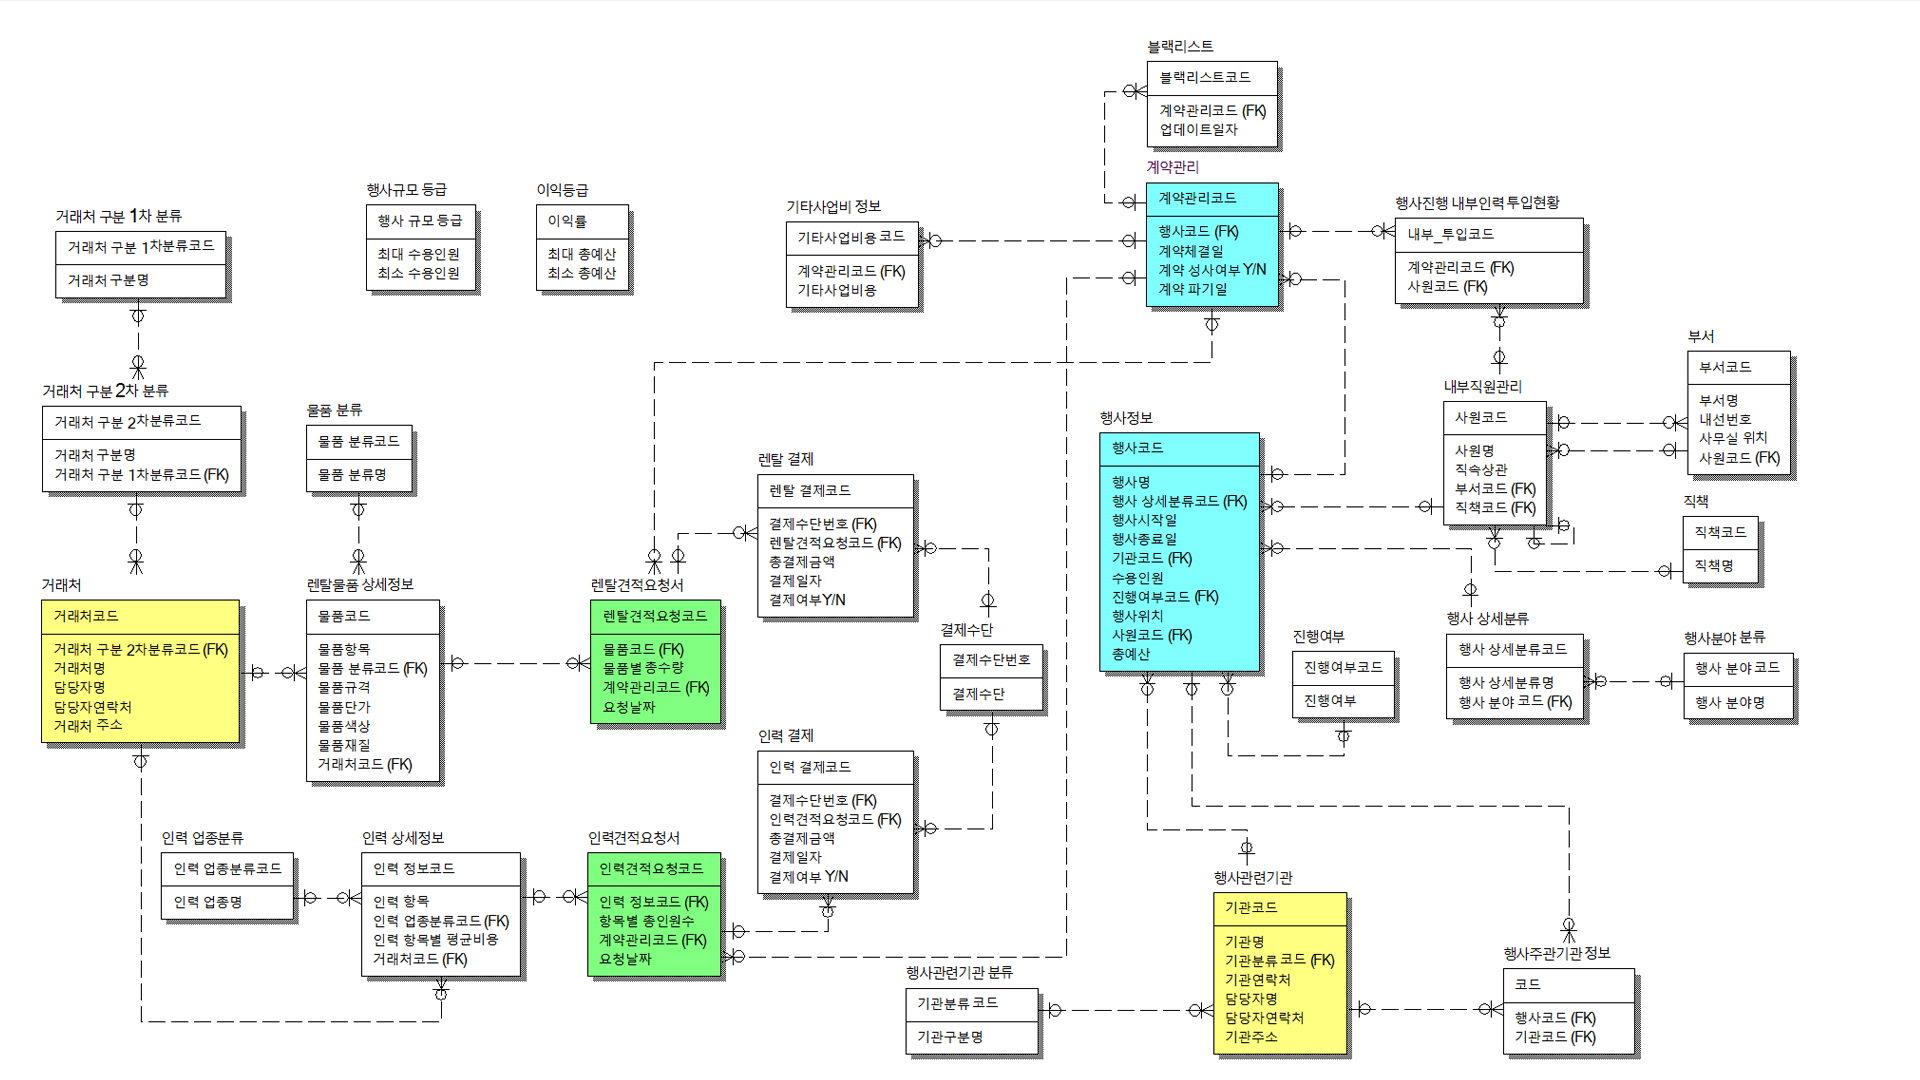 블랙리스트
블랙리스트코드
계약관리코드 (FK)
업데이트일자
계약관리
계약관리코드
행사코드 (FK)
계약체결일
계약 성사여부 Y/N
계약 파기일
행사규모 등급
행사 규모 등급
최대 수용인원
최소 수용인원
이익등급
이익률
최대 총예산
최소 총예산
기타사업비 정보
기타사업비용 코드
계약관리코드 (FK)
기타사업비용
행사진행 내부인력 투입현황
내부_투입코드
계약관리코드 (FK)
사원코드 (FK)
거래처 구분 1차 분류
거래처 구분 1차분류코드
거래처 구분명
거래처 구분 2차 분류
거래처 구분 2차분류코드
거래처 구분명
거래처 구분 1차분류코드 (FK)
물품 분류
물품 분류코드
물품 분류명
부서
부서코드
부서명
내선번호
사무실 위치
사원코드 (FK)
내부직원관리
사원코드
사원명
직속상관
부서코드 (FK)
직책코드 (FK)
직책
직책코드
직책명
행사정보
행사코드
행사명
행사 상세분류코드 (FK)
행사시작일
행사종료일
기관코드 (FK)
수용인원
진행여부코드 (FK)
행사위치
사원코드 (FK)
총예산
렌탈 결제
렌탈 결제코드
결제수단번호 (FK)
렌탈견적요청코드 (FK)
총결제금액
결제일자
결제여부Y/N
거래처
거래처코드
거래처 구분 2차분류코드 (FK)
거래처명
담당자명
담당자연락처
거래처 주소
렌탈물품 상세정보
물품코드
물품항목
물품 분류코드 (FK)
물품규격
물품단가
물품색상
물품재질
거래처코드 (FK)
렌탈견적요청서
렌탈견적요청코드
물품코드 (FK)
물품별 총수량
계약관리코드 (FK)
요청날짜
결제수단
결제수단번호
결제수단
진행여부
진행여부코드
진행여부
행사 상세분류
행사 상세분류코드
행사 상세분류명
행사 분야 코드 (FK)
행사분야 분류
행사 분야 코드
행사 분야명
인력 결제
인력 결제코드
결제수단번호 (FK)
인력견적요청코드 (FK)
총결제금액
결제일자
결제여부 Y/N
인력 업종분류
인력 업종분류코드
인력 업종명
인력 상세정보
인력 정보코드
인력 항목
인력 업종분류코드 (FK)
인력 항목별 평균비용
거래처코드 (FK)
인력견적요청서
인력견적요청코드
인력 정보코드 (FK)
항목별 총인원수
계약관리코드 (FK)
요청날짜
행사관련기관 분류
기관분류 코드
기관구분명
행사관련기관
기관코드
기관명
기관분류 코드 (FK)
기관연락처
담당자명
담당자연락처
기관주소
행사주관기관 정보
코드
행사코드 (FK)
기관코드 (FK)